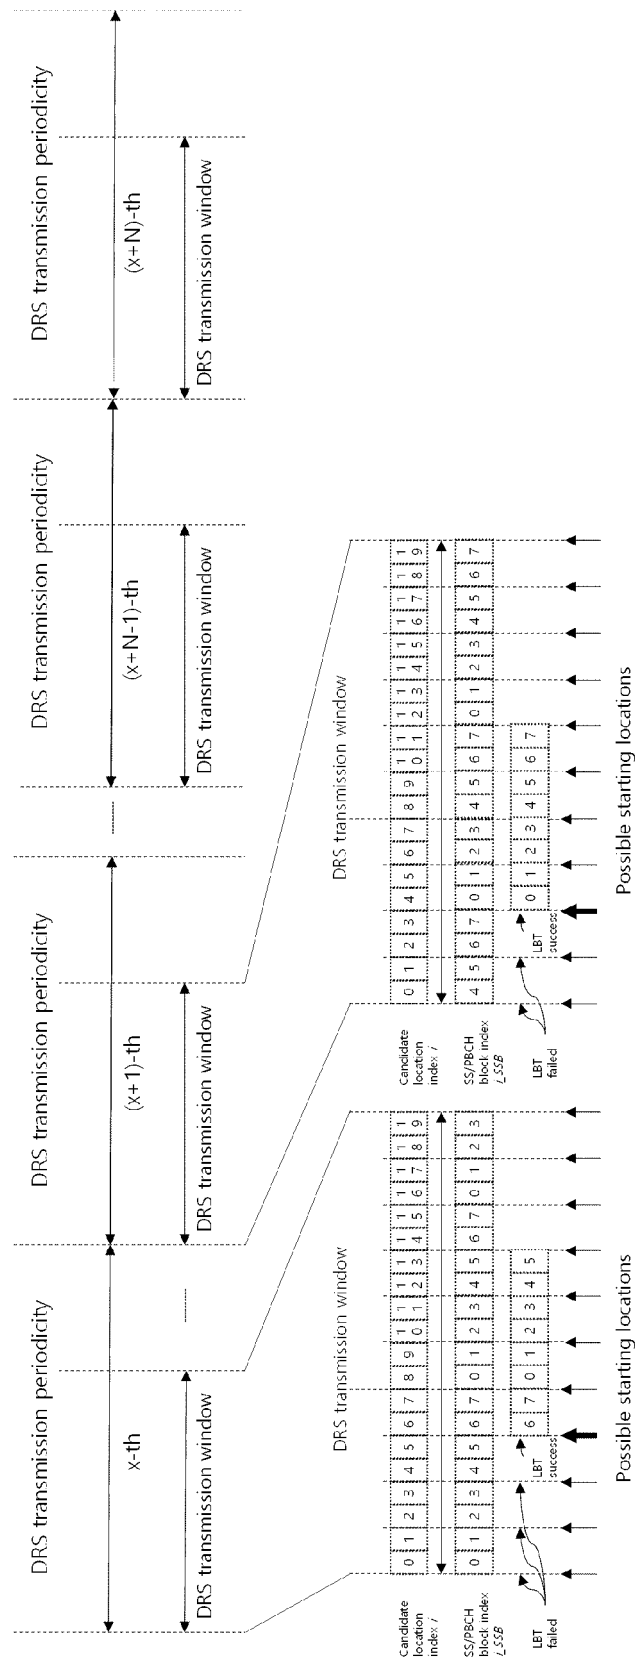 DRS transmission periodicity
DRS transmission periodicity
DRS transmission periodicity
DRS transmission periodicity
x-th
(x+1)-th
(x+N-1)-th
(x+N)-th
DRS transmission window
DRS transmission window
DRS transmission window
DRS transmission window
DRS transmission window
Candidate
location
index i
0 1 2 3 4 5 6 7 8 9 10 11 12 13 14 15 16 17 18 19
SS/PBCH
block index
i_SSB
0 1 2 3 4 5 6 7 0 1 2 3 4 5 6 7 0 1 2 3
6 7 0 1 2 3 4 5
LBT
failed
LBT
success
Possible starting locations
DRS transmission window
Candidate
location
index i
0 1 2 3 4 5 6 7 8 9 10 11 12 13 14 15 16 17 18 19
SS/PBCH
block index
i_SSB
4 5 6 7 0 1 2 3 4 5 6 7 0 1 2 3 4 5 6 7
0 1 2 3 4 5 6 7
LBT
failed
LBT
success
Possible starting locations